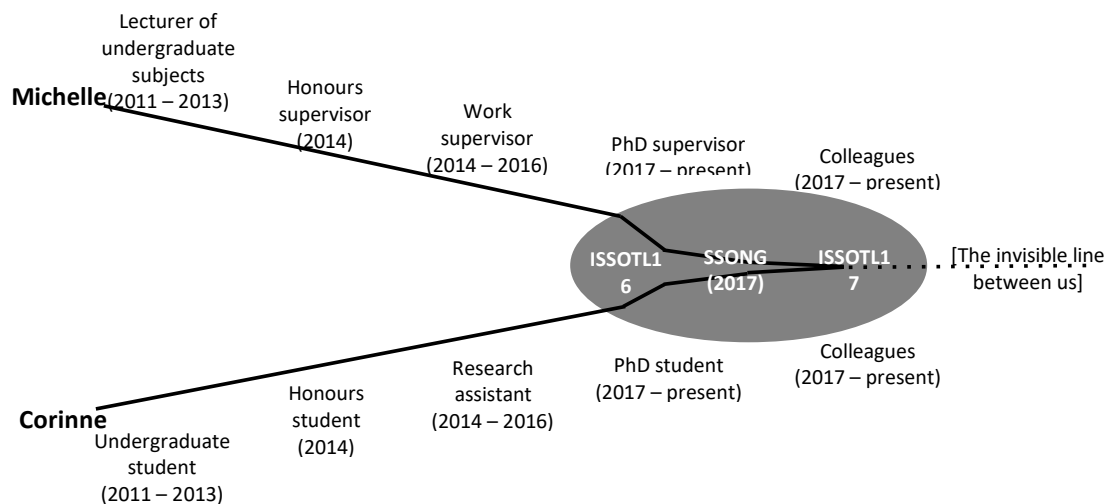 Lecturer of
undergraduate
subjects
(2011 – 2013)
Michelle
Honours
supervisor
(2014)
Work
supervisor
(2014 – 2016)
PhD supervisor
(2017 – present)
Colleagues
(2017 – present)
ISSOTL1
6
SSONG
(2017)
ISSOTL1
7
[The invisible line
between us]
Corinne
Undergraduate
student
(2011 – 2013)
Honours
student
(2014)
Research
assistant
(2014 – 2016)
PhD student
(2017 – present)
Colleagues
(2017 – present)